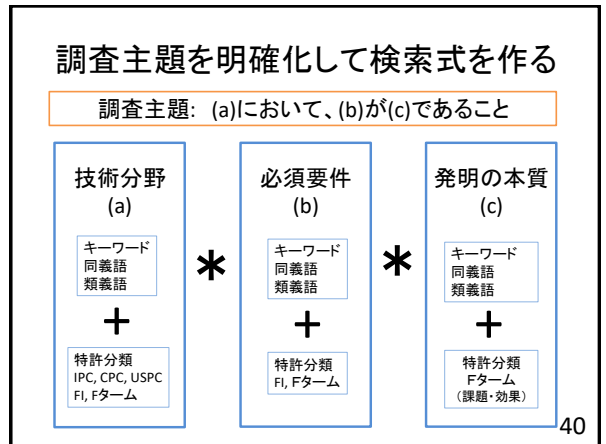 調査主題を明確化して検索式を作る
調査主題: (a)において、(b)が(c)であること
技術分野
(a)
キーワード
同義語
類義語
+
特許分類
IPC, CPC, USPC
FI, Fターム
*
必須要件
(b)
キーワード
同義語
類義語
+
特許分類
FI, Fターム
*
発明の本質
(c)
キーワード
同義語
類義語
+
特許分類
Fターム
(課題・効果)
40